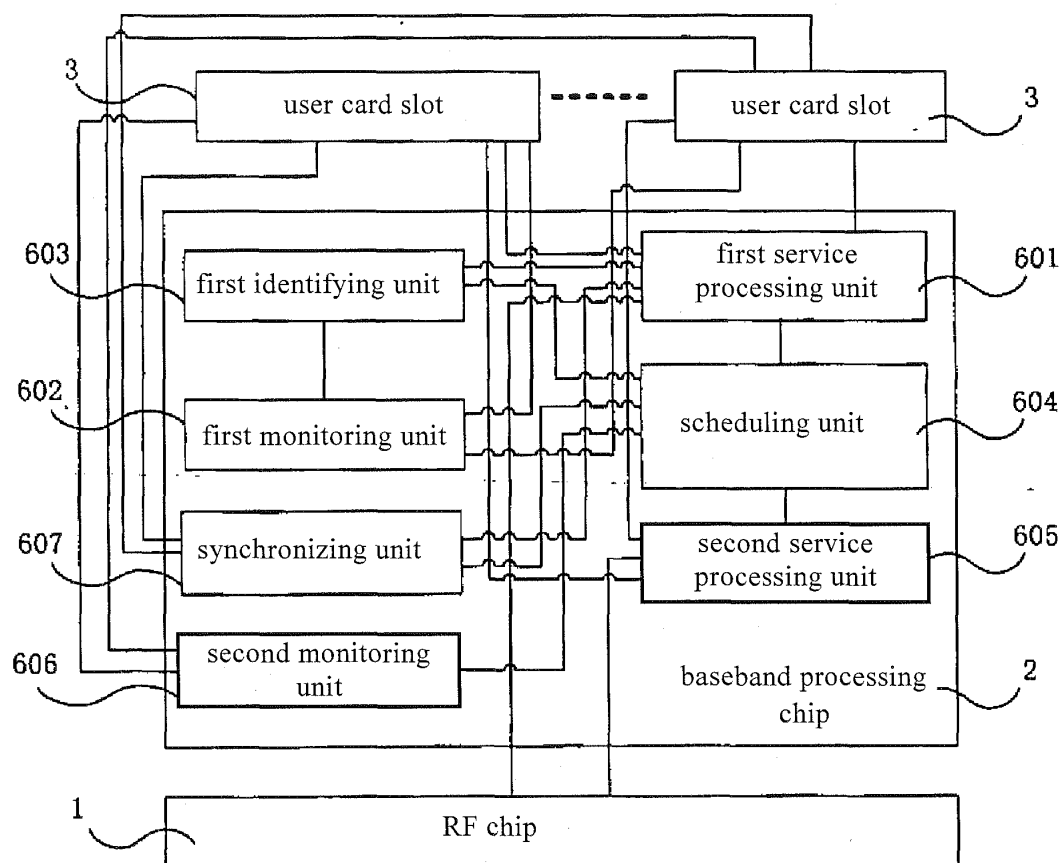 3
user card slot
user card slot
3
603
first identifying unit
first service
processing unit
601
602
first monitoring unit
scheduling unit
604
607
synchronizing unit
second service
processing unit
605
606
second monitoring
unit
baseband processing
chip
2
1
RF chip